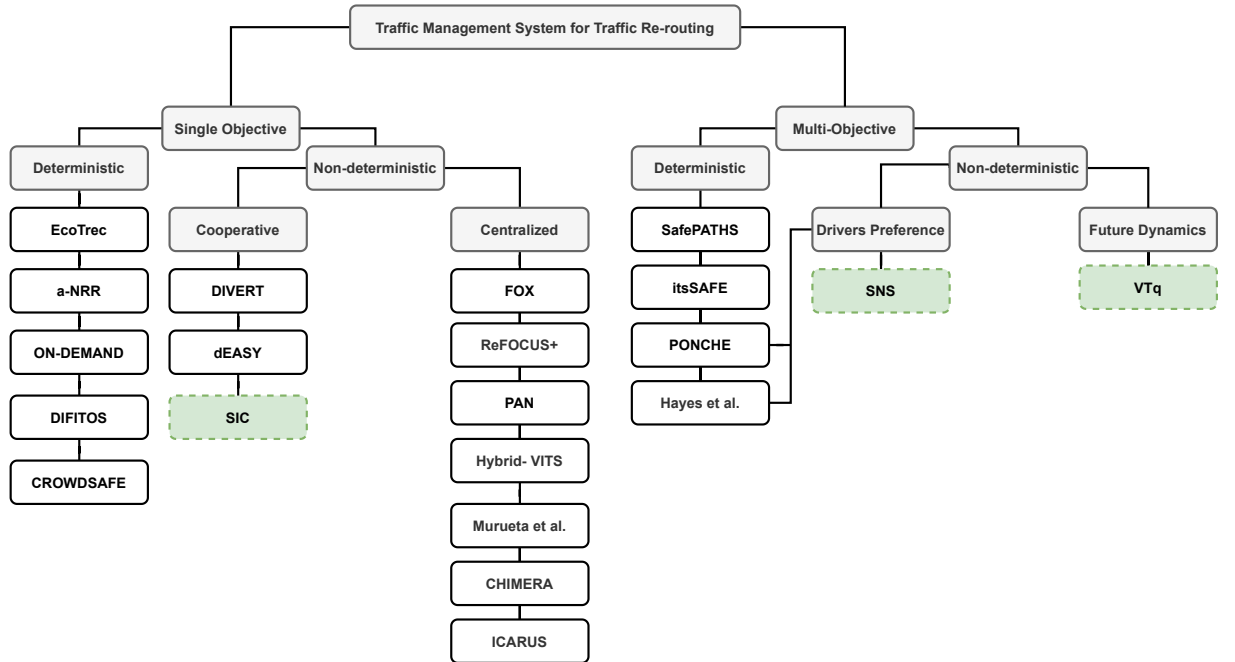 Traffic Management System for Traffic Re-routing
Single Objective
Multi-Objective
Deterministic
Non-deterministic
Deterministic
Non-deterministic
EcoTrec
Cooperative
Centralized
SafePATHS
Drivers Preference
Future Dynamics
a-NRR
DIVERT
FOX
itsSAFE
SNS
VTq
ON-DEMAND
dEASY
ReFOCUS+
PONCHE
DIFITOS
SIC
PAN
Hayes et al.
CROWDSAFE
Hybrid- VITS
Murueta et al.
CHIMERA
ICARUS